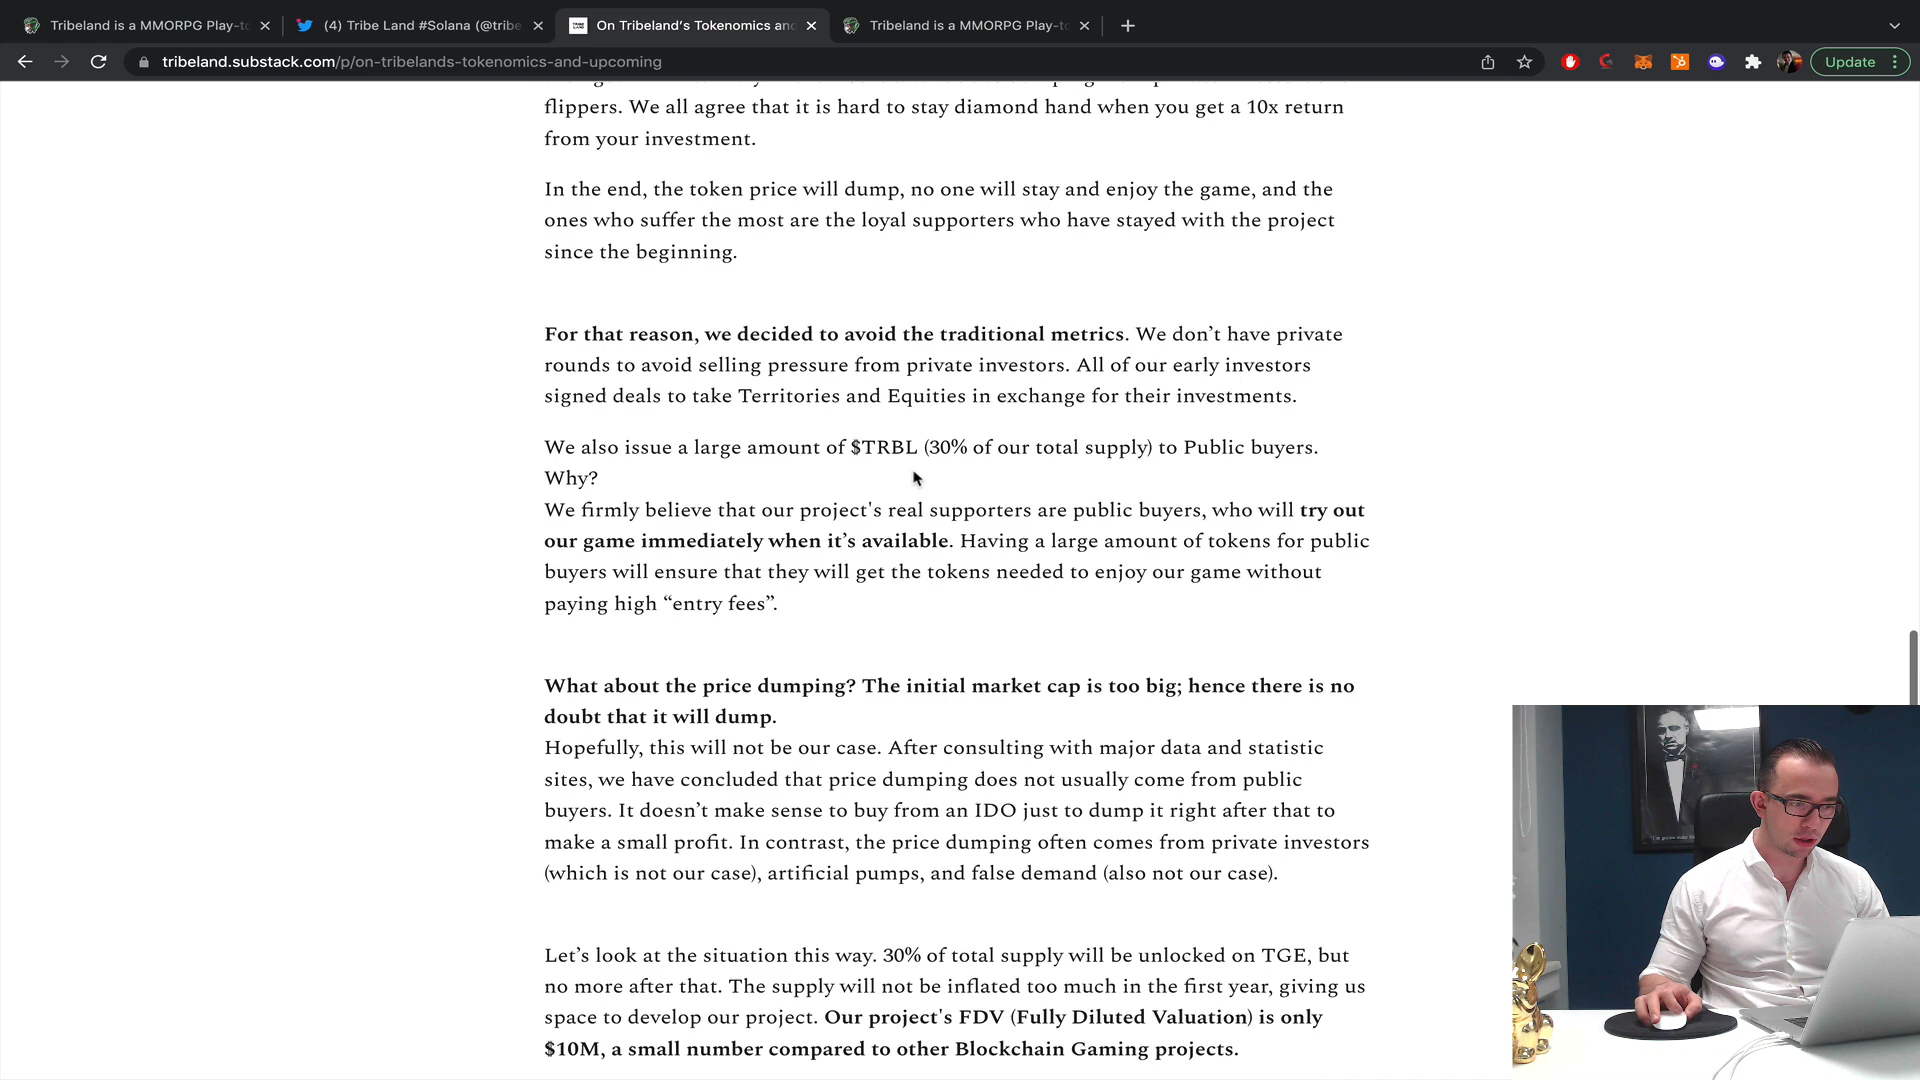 Tribeland is a MMORPG Play-to
(4) Tribe Land #Solana (@tribe
On Tribeland's Tokenomics and
Tribeland is a MMORPG Play-to
tribeland.substack.com/p/on-tribelands-tokenomics-and-upcoming
Update
flippers. We all agree that it is hard to stay diamond hand when you get a 10x return
from your investment.
In the end, the token price will dump, no one will stay and enjoy the game, and the
ones who suffer the most are the loyal supporters who have stayed with the project
since the beginning.
For that reason, we decided to avoid the traditional metrics. We don't have private
rounds to avoid selling pressure from private investors. All of our early investors
signed deals to take Territories and Equities in exchange for their investments.
We also issue a large amount of $TRBL (30% of our total supply) to Public buyers.
Why?
We firmly believe that our project's real supporters are public buyers, who will try out
our game immediately when it's available. Having a large amount of tokens for public
buyers will ensure that they will get the tokens needed to enjoy our game without
paying high “entry fees”.
What about the price dumping? The initial market cap is too big; hence there is no
doubt that it will dump.
Hopefully, this will not be our case. After consulting with major data and statistic
sites, we have concluded that price dumping does not usually come from public
buyers. It doesn't make sense to buy from an IDO just to dump it right after that to
make a small profit. In contrast, the price dumping often comes from private investors
(which is not our case), artificial pumps, and false demand (also not our case).
Let's look at the situation this way. 30% of total supply will be unlocked on TGE, but
no more after that. The supply will not be inflated too much in the first year, giving us
space to develop our project. Our project's FDV (Fully Diluted Valuation) is only
$10M, a small number compared to other Blockchain Gaming projects.